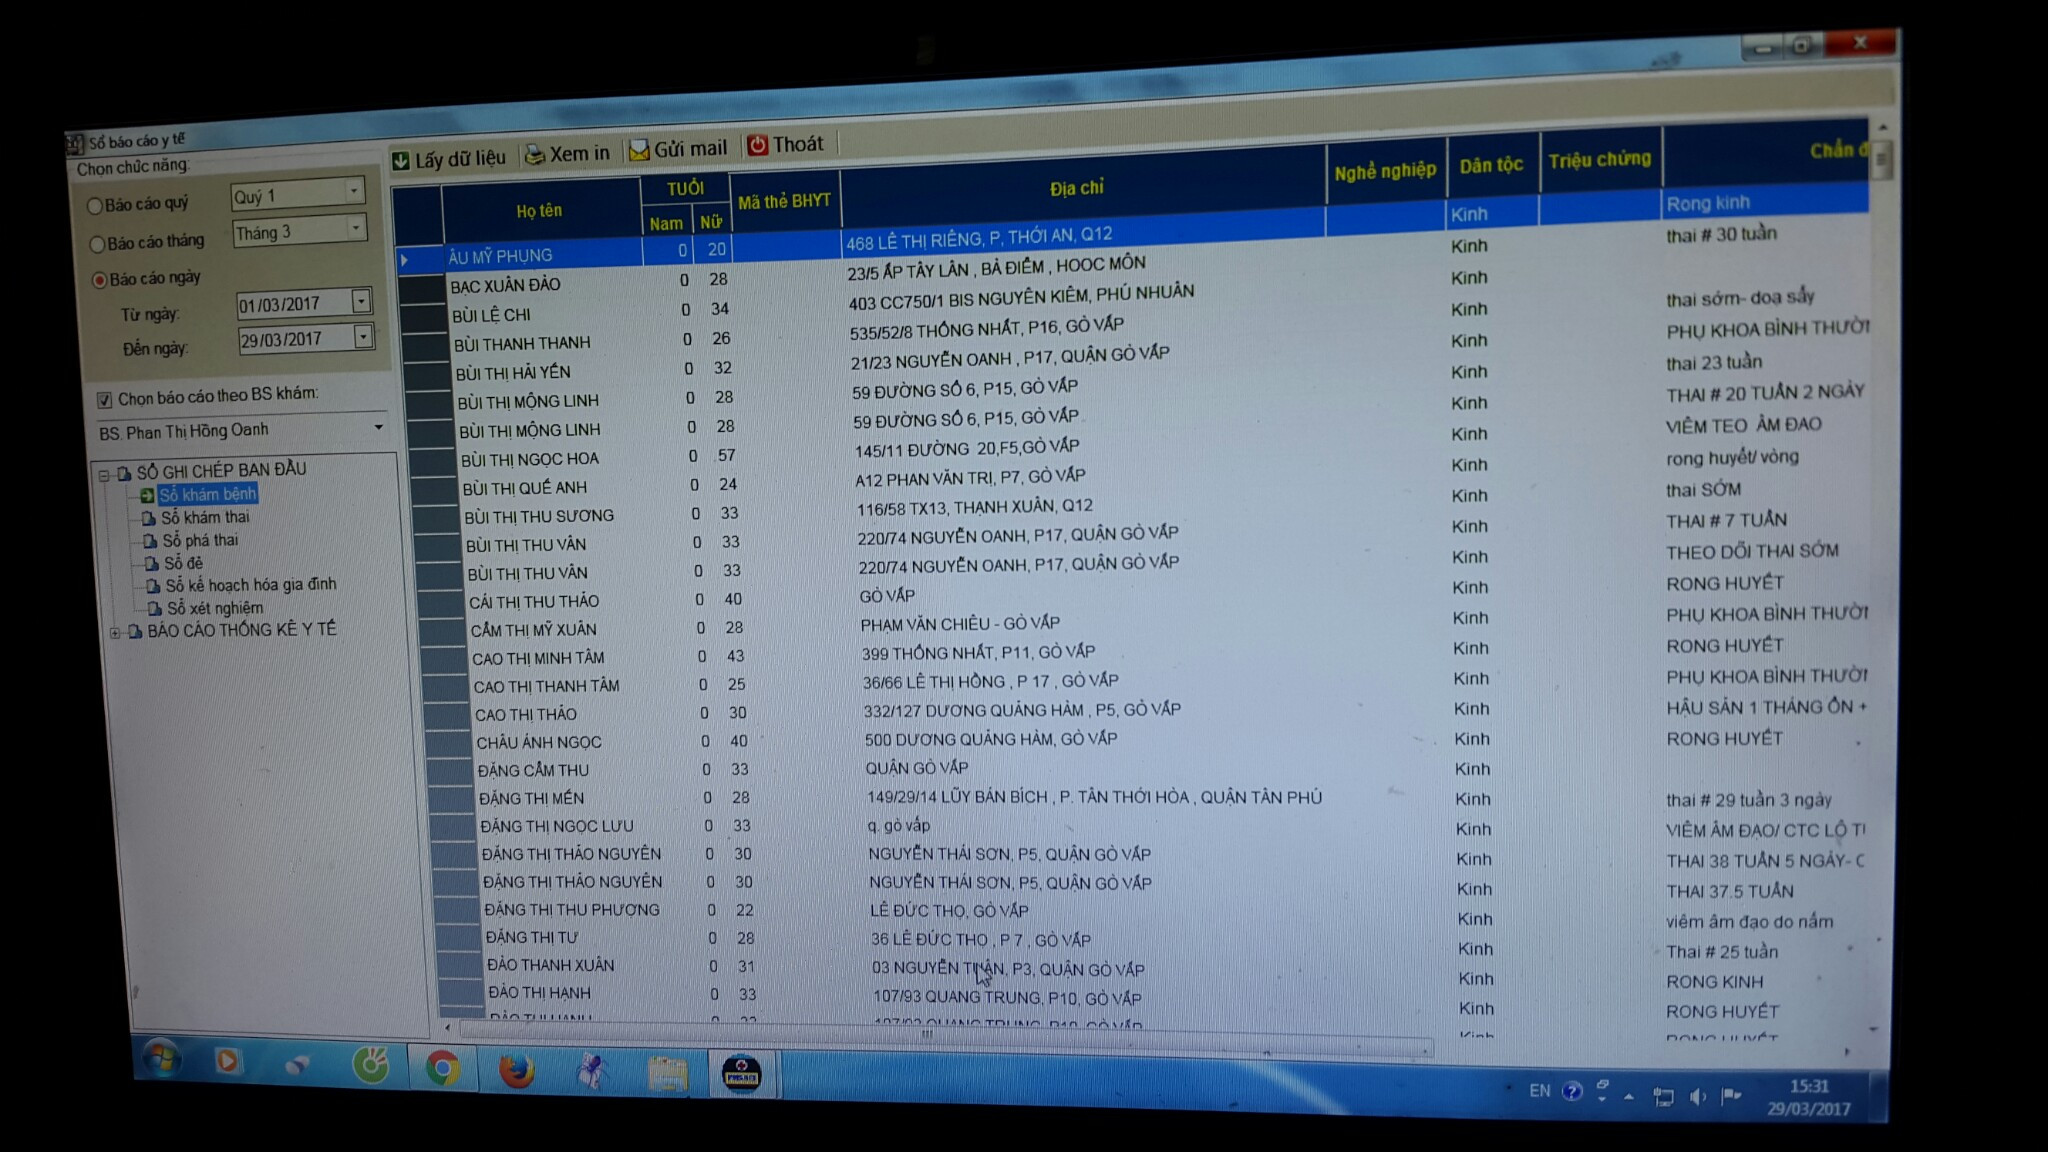 Sổ báo cáo y tế
Chọn chức năng:
Báo cáo quý Quý 1
Báo cáo tháng Tháng 3
Báo cáo ngày
Từ ngày: 01/03/2017
Đến ngày: 29/03/2017
Chọn báo cáo theo BS khám:
BS. Phan Thị Hồng Oanh
SỔ GHI CHÉP BAN ĐẦU
Sổ khám bệnh
Sổ khám thai
Sổ phá thai
Sổ đẻ
Sổ kế hoạch hóa gia đình
Sổ xét nghiệm
BÁO CÁO THỐNG KÊ Y TẾ
Lấy dữ liệu Xem in Gửi mail Thoát
Họ tên TUỔI Nam Nữ Mã thẻ BHYT Địa chỉ Nghề nghiệp Dân tộc Triệu chứng Chẩn đ
ÂU MỸ PHỤNG 0 20 468 LÊ THỊ RIÊNG, P, THỚI AN, Q12 Kinh Rong kinh
BẠC XUÂN ĐÀO 0 28 23/5 ẤP TÂY LÂN , BÀ ĐIỂM , HOOC MÔN Kinh thai # 30 tuần
BÙI LỆ CHI 0 34 403 CC750/1 BIS NGUYỄN KIỆM, PHÚ NHUẬN Kinh
BÙI THANH THANH 0 26 535/52/8 THỐNG NHẤT, P16, GÒ VẤP Kinh thai sớm- doạ sẩy
BÙI THỊ HẢI YẾN 0 32 21/23 NGUYỄN OANH , P17, QUẬN GÒ VẤP Kinh PHỤ KHOA BÌNH THƯỜN
BÙI THỊ MỘNG LINH 0 28 59 ĐƯỜNG SỐ 6, P15, GÒ VẤP Kinh thai 23 tuần
BÙI THỊ MỘNG LINH 0 28 59 ĐƯỜNG SỐ 6, P15, GÒ VẤP Kinh THAI # 20 TUẦN 2 NGÀY
BÙI THỊ NGỌC HOA 0 57 145/11 ĐƯỜNG 20,F5,GÒ VẤP Kinh VIÊM TEO ÂM ĐẠO
BÙI THỊ QUẾ ANH 0 24 A12 PHAN VĂN TRỊ, P7, GÒ VẤP Kinh rong huyết/ vòng
BÙI THỊ THU SƯƠNG 0 33 116/58 TX13, THẠNH XUÂN, Q12 Kinh thai SỚM
BÙI THỊ THU VÂN 0 33 220/74 NGUYỄN OANH, P17, QUẬN GÒ VẤP Kinh THAI # 7 TUẦN
BÙI THỊ THU VÂN 0 33 220/74 NGUYỄN OANH, P17, QUẬN GÒ VẤP Kinh THEO DÕI THAI SỚM
CÁI THỊ THU THẢO 0 40 GÒ VẤP Kinh RONG HUYẾT
CẦM THỊ MỸ XUÂN 0 28 PHẠM VĂN CHIÊU - GÒ VẤP Kinh PHỤ KHOA BÌNH THƯỜN
CAO THỊ MINH TÂM 0 43 399 THỐNG NHẤT, P11, GÒ VẤP Kinh RONG HUYẾT
CAO THỊ THANH TÂM 0 25 36/66 LÊ THỊ HỒNG , P 17 , GÒ VẤP Kinh PHỤ KHOA BÌNH THƯỜN
CAO THỊ THẢO 0 30 332/127 DƯƠNG QUẢNG HÀM , P5, GÒ VẤP Kinh HẬU SẢN 1 THÁNG ỔN +
CHÂU ÁNH NGỌC 0 40 500 DƯƠNG QUẢNG HÀM, GÒ VẤP Kinh RONG HUYẾT
ĐẶNG CẨM THU 0 33 QUẬN GÒ VẤP Kinh
ĐẶNG THỊ MẾN 0 28 149/29/14 LŨY BÁN BÍCH , P. TÂN THỚI HÒA , QUẬN TÂN PHÚ Kinh thai # 29 tuần 3 ngày
ĐẶNG THỊ NGỌC LƯU 0 33 q. gò vấp Kinh VIÊM ÂM ĐẠO/ CTC LỘ T
ĐẶNG THỊ THẢO NGUYÊN 0 30 NGUYỄN THÁI SƠN, P5, QUẬN GÒ VẤP Kinh THAI 38 TUẦN 5 NGÀY- C
ĐẶNG THỊ THẢO NGUYÊN 0 30 NGUYỄN THÁI SƠN, P5, QUẬN GÒ VẤP Kinh THAI 37.5 TUẦN
ĐẶNG THỊ THU PHƯỢNG 0 22 LÊ ĐỨC THỌ, GÒ VẤP Kinh viêm âm đạo do nấm
ĐẶNG THỊ TƯ 0 28 36 LÊ ĐỨC THỌ , P 7 , GÒ VẤP Kinh Thai # 25 tuần
ĐÀO THANH XUÂN 0 31 03 NGUYỄN THẬN, P3, QUẬN GÒ VẤP Kinh RONG KINH
ĐÀO THỊ HẠNH 0 33 107/93 QUANG TRUNG, P10, GÒ VẤP Kinh RONG HUYẾT
EN 15:31
29/03/2017